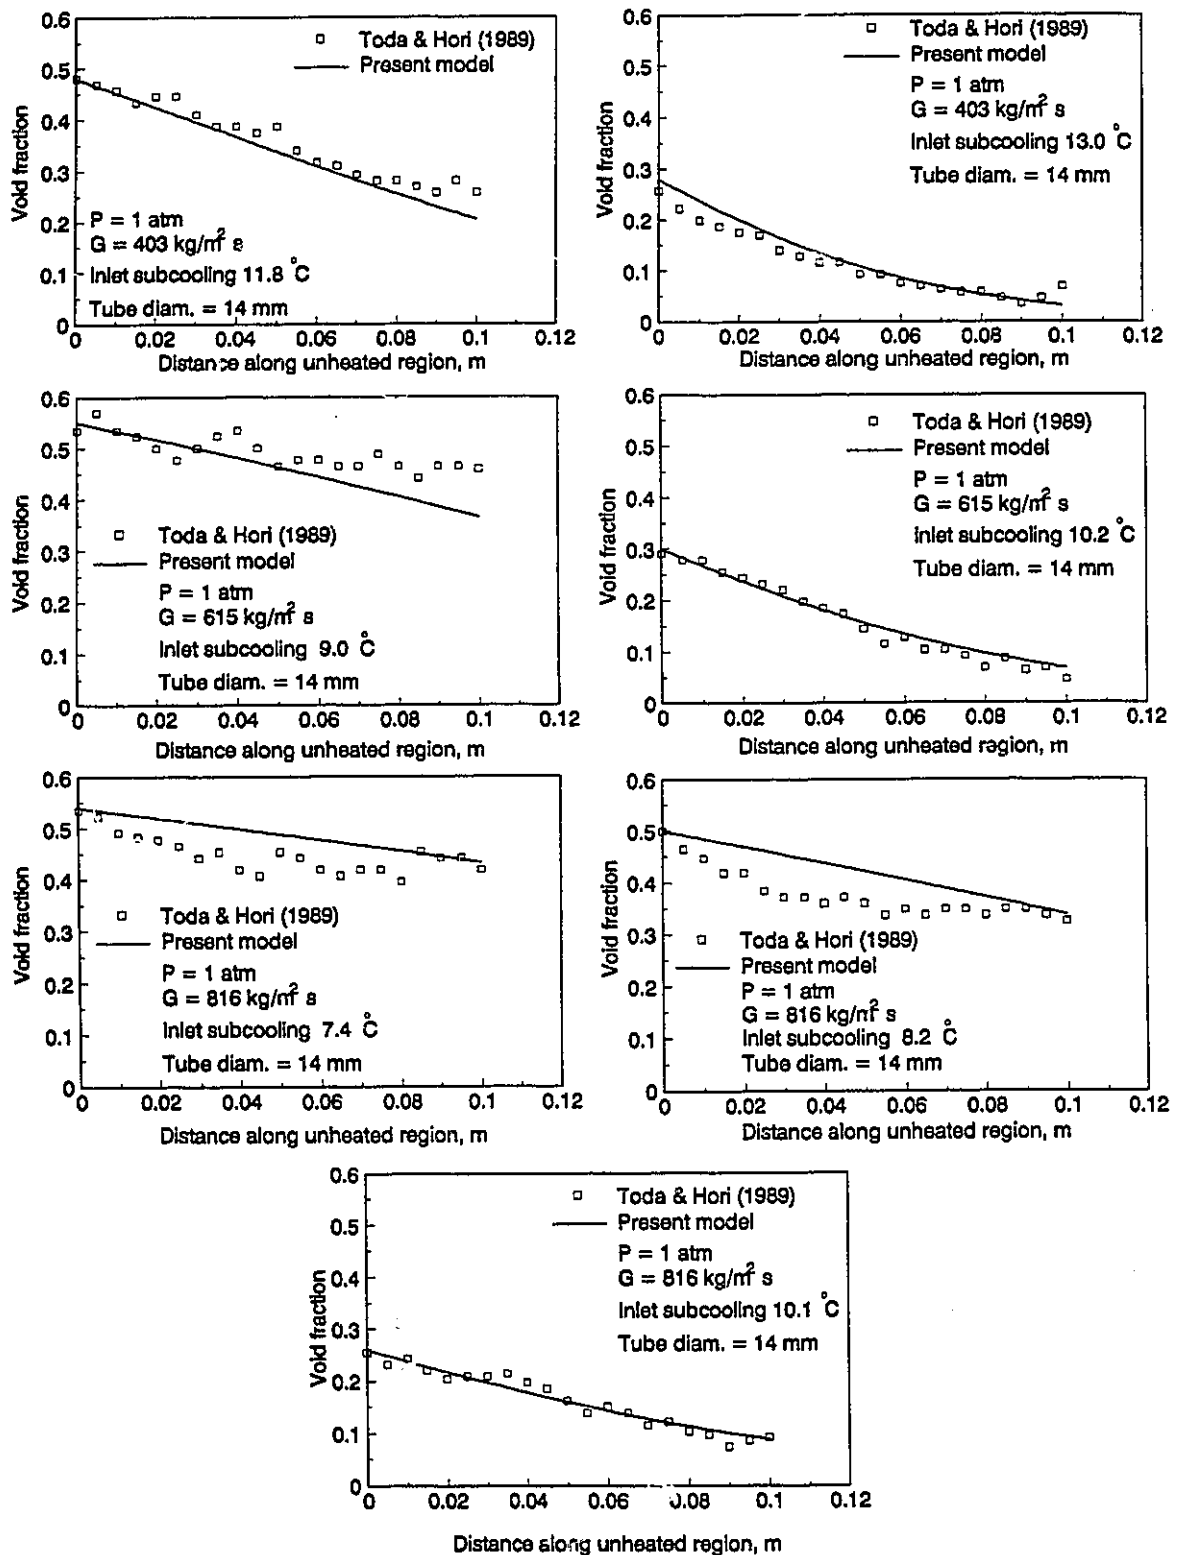 Void fraction
0.6
0.5
0.4
0.3
0.2
0.1
0
Toda & Hori (1989)
Present model
P = 1 atm
G = 403 kg/m² s
Inlet subcooling 11.8 °C
Tube diam. = 14 mm
0 0.02 0.04 0.06 0.08 0.1 0.12
Distance along unheated region, m
Void fraction
0.6
0.5
0.4
0.3
0.2
0.1
0
Toda & Hori (1989)
Present model
P = 1 atm
G = 403 kg/m² s
Inlet subcooling 13.0 °C
Tube diam. = 14 mm
0 0.02 0.04 0.06 0.08 0.1 0.12
Distance along unheated region, m
Void fraction
0.6
0.5
0.4
0.3
0.2
0.1
0
Toda & Hori (1989)
Present model
P = 1 atm
G = 615 kg/m² s
Inlet subcooling 9.0 °C
Tube diam. = 14 mm
0 0.02 0.04 0.06 0.08 0.1 0.12
Distance along unheated region, m
Void fraction
0.6
0.5
0.4
0.3
0.2
0.1
0
Toda & Hori (1989)
Present model
P = 1 atm
G = 615 kg/m² s
Inlet subcooling 10.2 °C
Tube diam. = 14 mm
0 0.02 0.04 0.06 0.08 0.1 0.12
Distance along unheated region, m
Void fraction
0.6
0.5
0.4
0.3
0.2
0.1
0
Toda & Hori (1989)
Present model
P = 1 atm
G = 816 kg/m² s
Inlet subcooling 7.4 °C
Tube diam. = 14 mm
0 0.02 0.04 0.06 0.08 0.1 0.12
Distance along unheated region, m
Void fraction
0.6
0.5
0.4
0.3
0.2
0.1
0
Toda & Hori (1989)
Present model
P = 1 atm
G = 816 kg/m² s
Inlet subcooling 8.2 °C
Tube diam. = 14 mm
0 0.02 0.04 0.06 0.08 0.1 0.12
Distance along unheated region, m
Void fraction
0.6
0.5
0.4
0.3
0.2
0.1
0
Toda & Hori (1989)
Present model
P = 1 atm
G = 816 kg/m² s
Inlet subcooling 10.1 °C
Tube diam. = 14 mm
0 0.02 0.04 0.06 0.08 0.1 0.12
Distance along unheated region, m